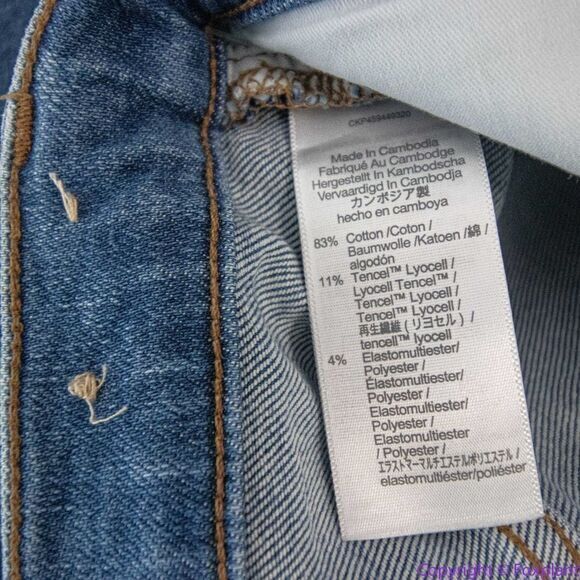 CKP459449320
Made In Cambodia
Fabriqué Au Cambodge
Hergestellt In Kambodscha
Vervaardigd In Cambodja
カンボジア製
hecho en camboya
83% Cotton /Coton /
Baumwolle /Katoen /綿 /
algodón
11% Tencel™ Lyocell /
Lyocell Tencel™ /
Tencel™ Lyocell /
Tencel™ Lyocell /
再生繊維 ( リヨセル ) /
tencell™ lyocell
4% Elastomultiester/
Polyester /
Élastomultiester/
Polyester /
Elastomultiester/
Polyester /
Elastomultiester
/ Polyester /
エラストマーマルチエステルポリエステル /
elastomultiéster/poliéster
Copyright © Foxdjadj